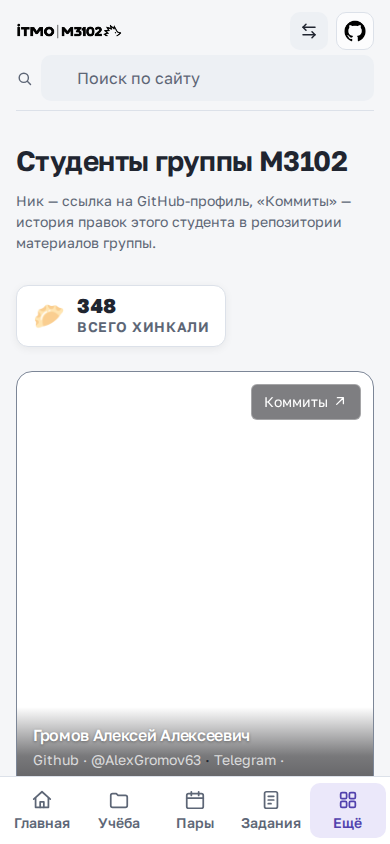 iTMO | M3102
Поиск по сайту
Студенты группы M3102
Ник — ссылка на GitHub-профиль, «Коммиты» —
история правок этого студента в репозитории
материалов группы.
348
ВСЕГО ХИНКАЛИ
Коммиты
Громов Алексей Алексеевич
Github · @AlexGromov63 · Telegram ·
Главная
Учёба
Пары
Задания
Ещё